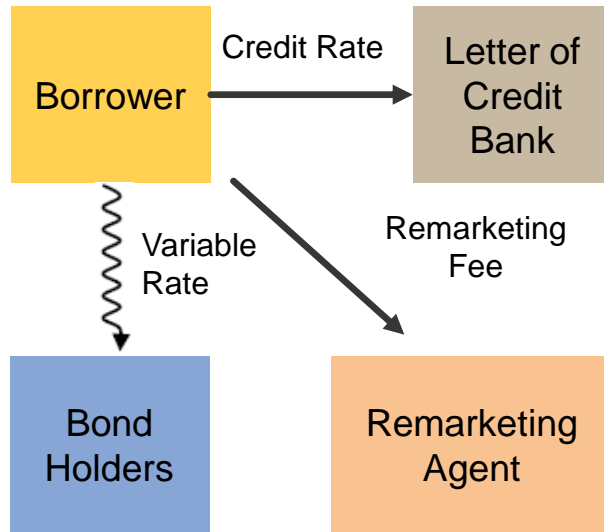 Borrower
Credit Rate
Letter of
Credit
Bank
Variable
Rate
Remarketing
Fee
Bond
Holders
Remarketing
Agent